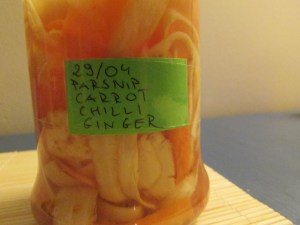 29/04
PARSNIP
CARROT
CHILLI
GINGER